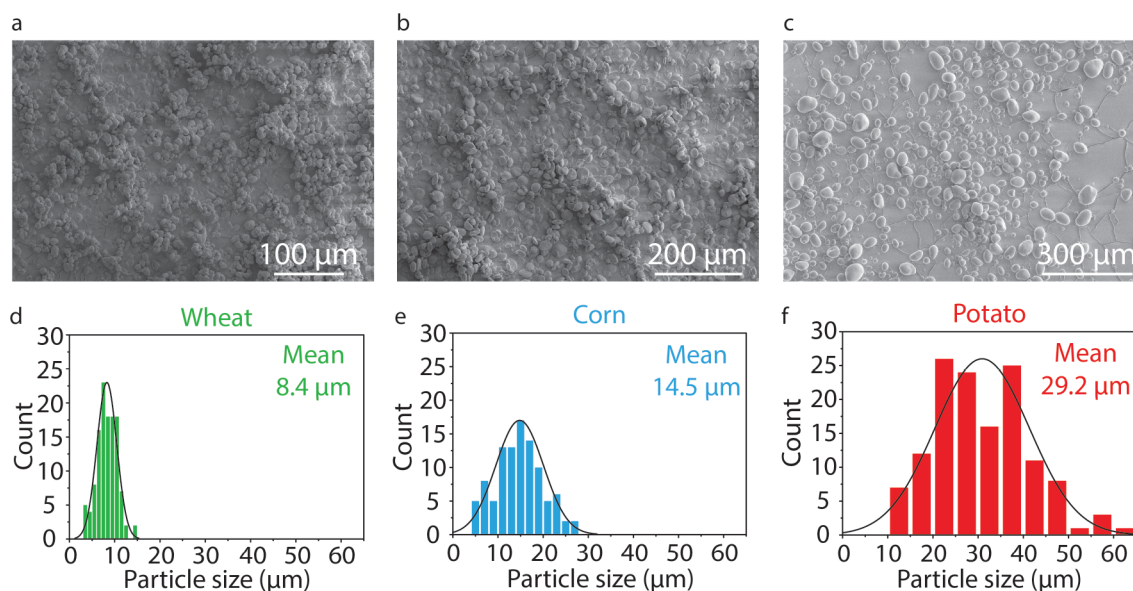 a
b
c
100 µm
200 µm
300 µm
d
Wheat
e
Corn
f
Potato
30
25
20
15
10
5
0
Count
Mean
8.4 µm
0 10 20 30 40 50 60
Particle size (µm)
30
25
20
15
10
5
0
Count
Mean
14.5 µm
0 10 20 30 40 50 60
Particle size (µm)
30
25
20
15
10
5
0
Count
Mean
29.2 µm
0 10 20 30 40 50 60
Particle size (µm)